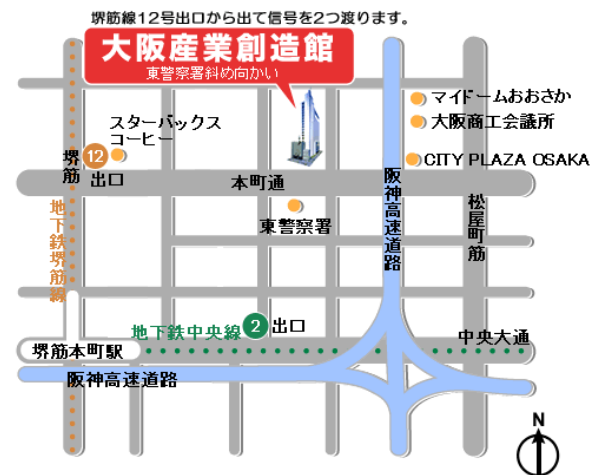 堺筋線12号出口から出て信号を2つ渡ります。
大阪産業創造館
東警察署斜め向かい
マイドームおおさか
大阪商工会議所
スターバックス
コーヒー
CITY PLAZA OSAKA
堺筋
12
出口
本町通
阪神高速道路
松屋町筋
東警察署
地下鉄堺筋線
地下鉄中央線
2
出口
中央大通
堺筋本町駅
阪神高速道路
N